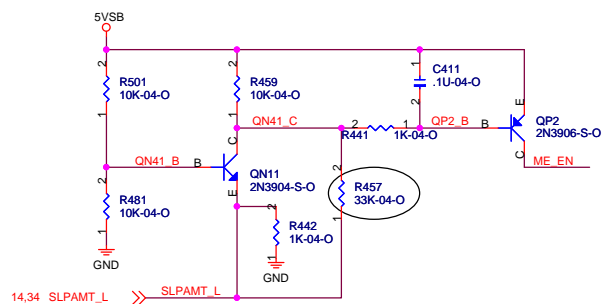 5VSB
2
R501
10K-04-O
1
2
R459
10K-04-O
1
1
C411
.1U-04-O
2
E
QP2
B
2N3906-S-O
C
ME_EN
QN41_C
2
R441
1
1K-04-O
QP2_B
QN41_B
B
C
QN11
2N3904-S-O
E
2
R481
10K-04-O
1
GND
2
R457
33K-04-O
1
2
R442
1K-04-O
1
GND
14,34 SLPAMT_L
SLPAMT_L